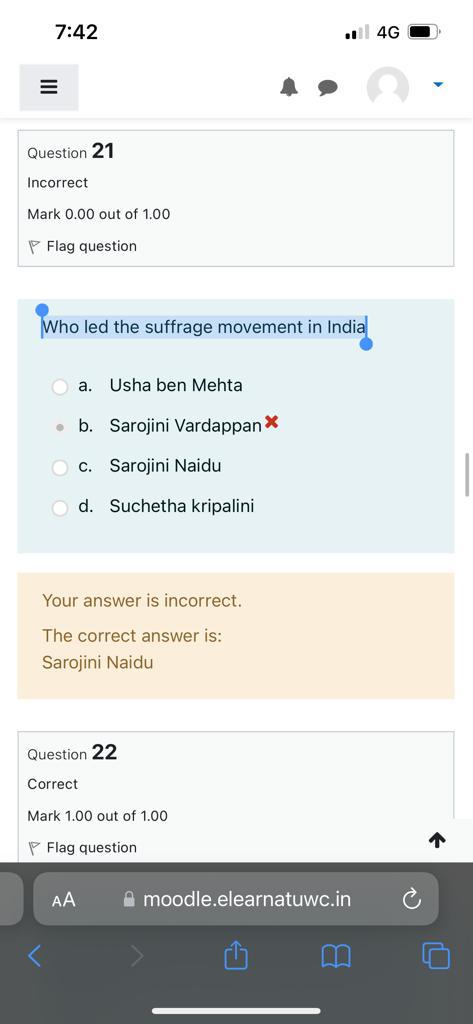 7:42
4G
Question 21
Incorrect
Mark 0.00 out of 1.00
Flag question
Who led the suffrage movement in India
a. Usha ben Mehta
b. Sarojini Vardappan
c. Sarojini Naidu
d. Suchetha kripalini
Your answer is incorrect.
The correct answer is:
Sarojini Naidu
Question 22
Correct
Mark 1.00 out of 1.00
Flag question
AA moodle.elearnatuwc.in